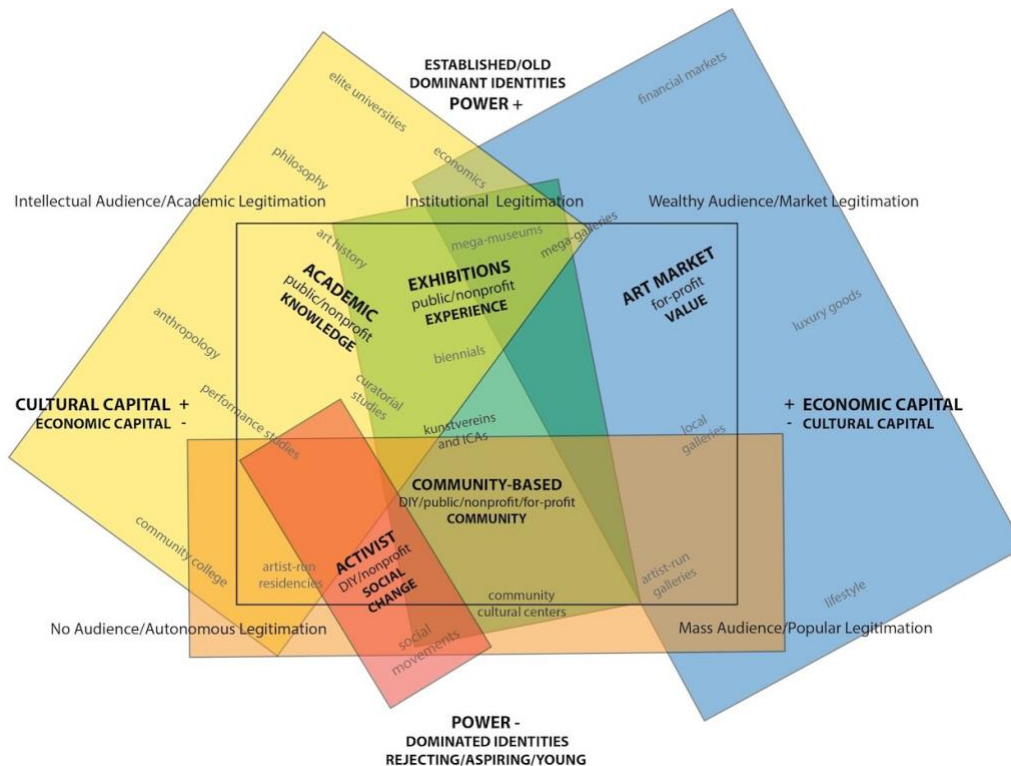 ESTABLISHED/OLD
DOMINANT IDENTITIES
POWER +
financial markets
elite universities
economics
philosophy
Intellectual Audience/Academic Legitimation
Institutional Legitimation
Wealthy Audience/Market Legitimation
art history
mega-museums
mega-galleries
ACADEMIC
public/nonprofit
KNOWLEDGE
EXHIBITIONS
public/nonprofit
EXPERIENCE
ART MARKET
for-profit
VALUE
luxury goods
anthropology
biennials
performance studies
curatorial
studies
CULTURAL CAPITAL +
ECONOMIC CAPITAL -
+ ECONOMIC CAPITAL
- CULTURAL CAPITAL
kunstvereins
and ICAs
local
galleries
COMMUNITY-BASED
DIY/public/nonprofit/for-profit
COMMUNITY
community college
artist-run
residencies
ACTIVIST
DIY/nonprofit
SOCIAL
CHANGE
community
cultural centers
artist-run
galleries
lifestyle
No Audience/Autonomous Legitimation
social
movements
Mass Audience/Popular Legitimation
POWER -
DOMINATED IDENTITIES
REJECTING/ASPIRING/YOUNG